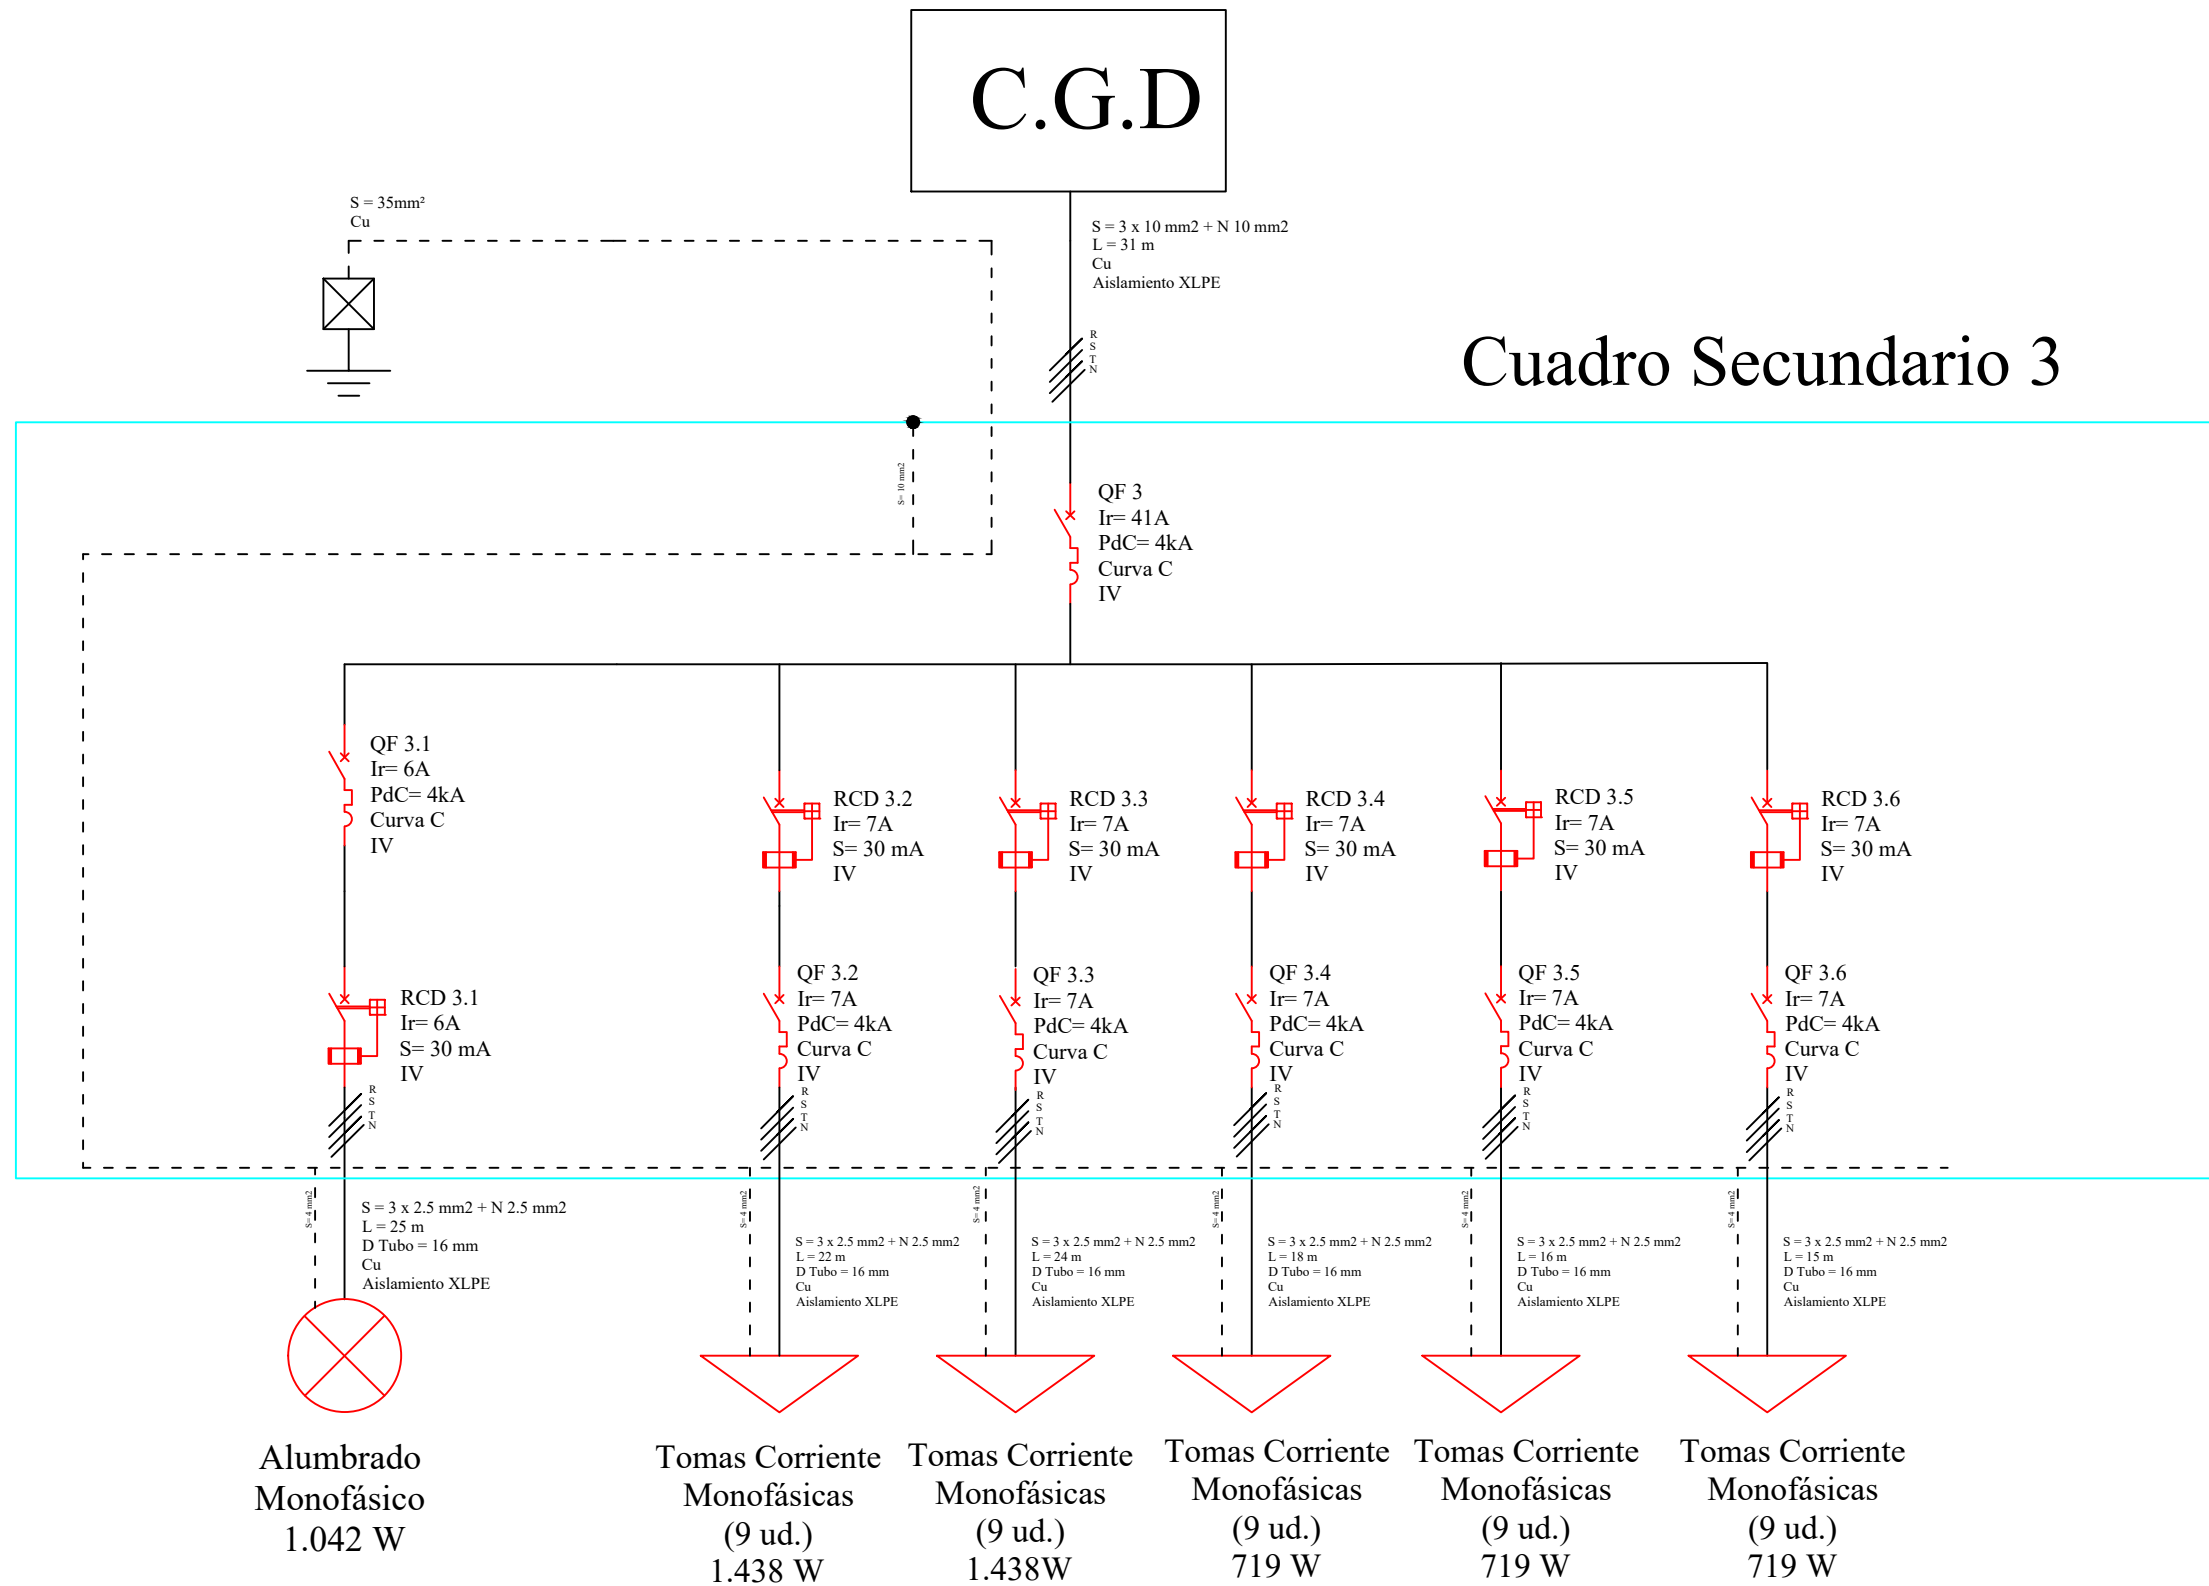 C.G.D
S = 35mm²
Cu
S = 3 x 10 mm2 + N 10 mm2
L = 31 m
Cu
Aislamiento XLPE
R
S
T
N
Cuadro Secundario 3
S= 10 mm2
QF 3
Ir= 41A
PdC= 4kA
Curva C
IV
QF 3.1
Ir= 6A
PdC= 4kA
Curva C
IV
RCD 3.2
Ir= 7A
S= 30 mA
IV
RCD 3.3
Ir= 7A
S= 30 mA
IV
RCD 3.4
Ir= 7A
S= 30 mA
IV
RCD 3.5
Ir= 7A
S= 30 mA
IV
RCD 3.6
Ir= 7A
S= 30 mA
IV
RCD 3.1
Ir= 6A
S= 30 mA
IV
QF 3.2
Ir= 7A
PdC= 4kA
Curva C
IV
QF 3.3
Ir= 7A
PdC= 4kA
Curva C
IV
QF 3.4
Ir= 7A
PdC= 4kA
Curva C
IV
QF 3.5
Ir= 7A
PdC= 4kA
Curva C
IV
QF 3.6
Ir= 7A
PdC= 4kA
Curva C
IV
R
S
T
N
R
S
T
N
R
S
T
N
R
S
T
N
R
S
T
N
R
S
T
N
S= 4 mm2
S = 3 x 2.5 mm2 + N 2.5 mm2
L = 25 m
D Tubo = 16 mm
Cu
Aislamiento XLPE
S= 4 mm2
S = 3 x 2.5 mm2 + N 2.5 mm2
L = 22 m
D Tubo = 16 mm
Cu
Aislamiento XLPE
S= 4 mm2
S = 3 x 2.5 mm2 + N 2.5 mm2
L = 24 m
D Tubo = 16 mm
Cu
Aislamiento XLPE
S= 4 mm2
S = 3 x 2.5 mm2 + N 2.5 mm2
L = 18 m
D Tubo = 16 mm
Cu
Aislamiento XLPE
S= 4 mm2
S = 3 x 2.5 mm2 + N 2.5 mm2
L = 16 m
D Tubo = 16 mm
Cu
Aislamiento XLPE
S= 4 mm2
S = 3 x 2.5 mm2 + N 2.5 mm2
L = 15 m
D Tubo = 16 mm
Cu
Aislamiento XLPE
Alumbrado
Monofásico
1.042 W
Tomas Corriente
Monofásicas
(9 ud.)
1.438 W
Tomas Corriente
Monofásicas
(9 ud.)
1.438W
Tomas Corriente
Monofásicas
(9 ud.)
719 W
Tomas Corriente
Monofásicas
(9 ud.)
719 W
Tomas Corriente
Monofásicas
(9 ud.)
719 W